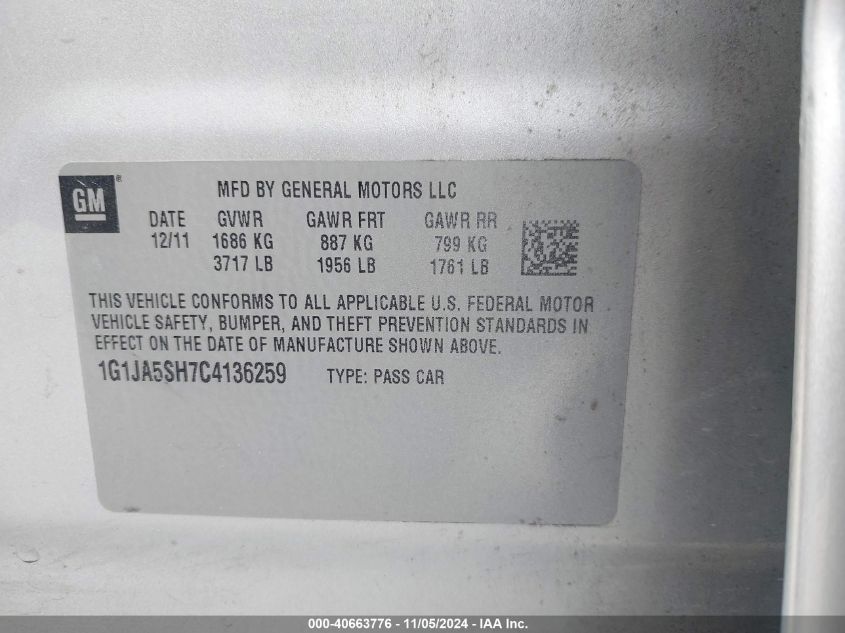 GM®
MFD BY GENERAL MOTORS LLC
DATE GVWR GAWR FRT GAWR RR
12/11 1686 KG 887 KG 799 KG
3717 LB 1956 LB 1761 LB
THIS VEHICLE CONFORMS TO ALL APPLICABLE U.S. FEDERAL MOTOR
VEHICLE SAFETY, BUMPER, AND THEFT PREVENTION STANDARDS IN
EFFECT ON THE DATE OF MANUFACTURE SHOWN ABOVE.
1G1JA5SH7C4136259 TYPE: PASS CAR
000-40663776 - 11/05/2024 - IAA Inc.